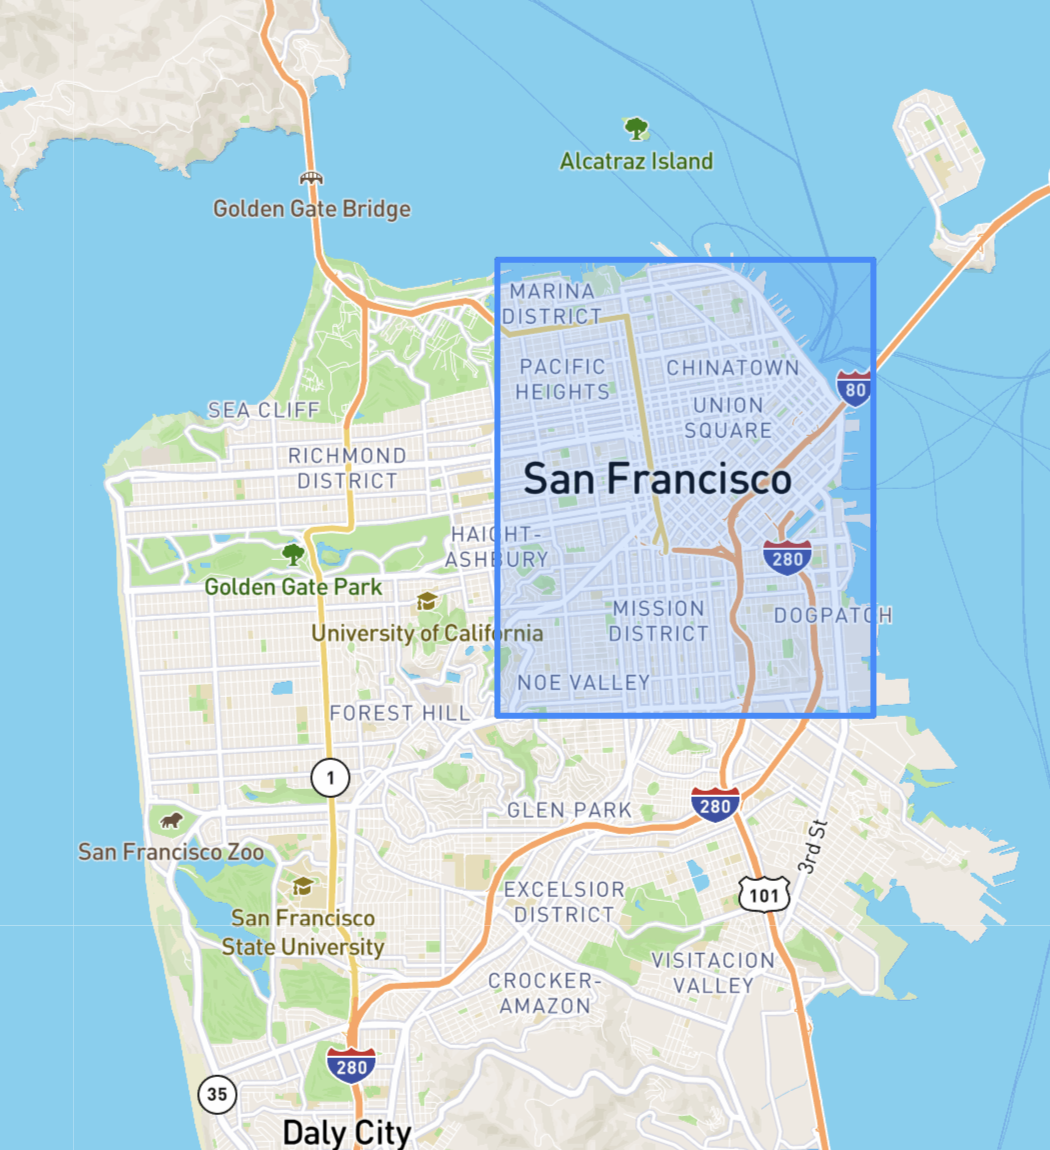 Alcatraz Island
Golden Gate Bridge
MARINA
DISTRICT
PACIFIC
HEIGHTS
CHINATOWN
80
SEA CLIFF
UNION
SQUARE
RICHMOND
DISTRICT
San Francisco
HAIGHT-
ASHBURY
280
Golden Gate Park
MISSION
DISTRICT
DOGPATCH
University of California
NOE VALLEY
FOREST HILL
1
280
GLEN PARK
3rd St
San Francisco Zoo
EXCELSIOR
DISTRICT
101
San Francisco
State University
VISITACION
VALLEY
CROCKER-
AMAZON
280
35
Daly City